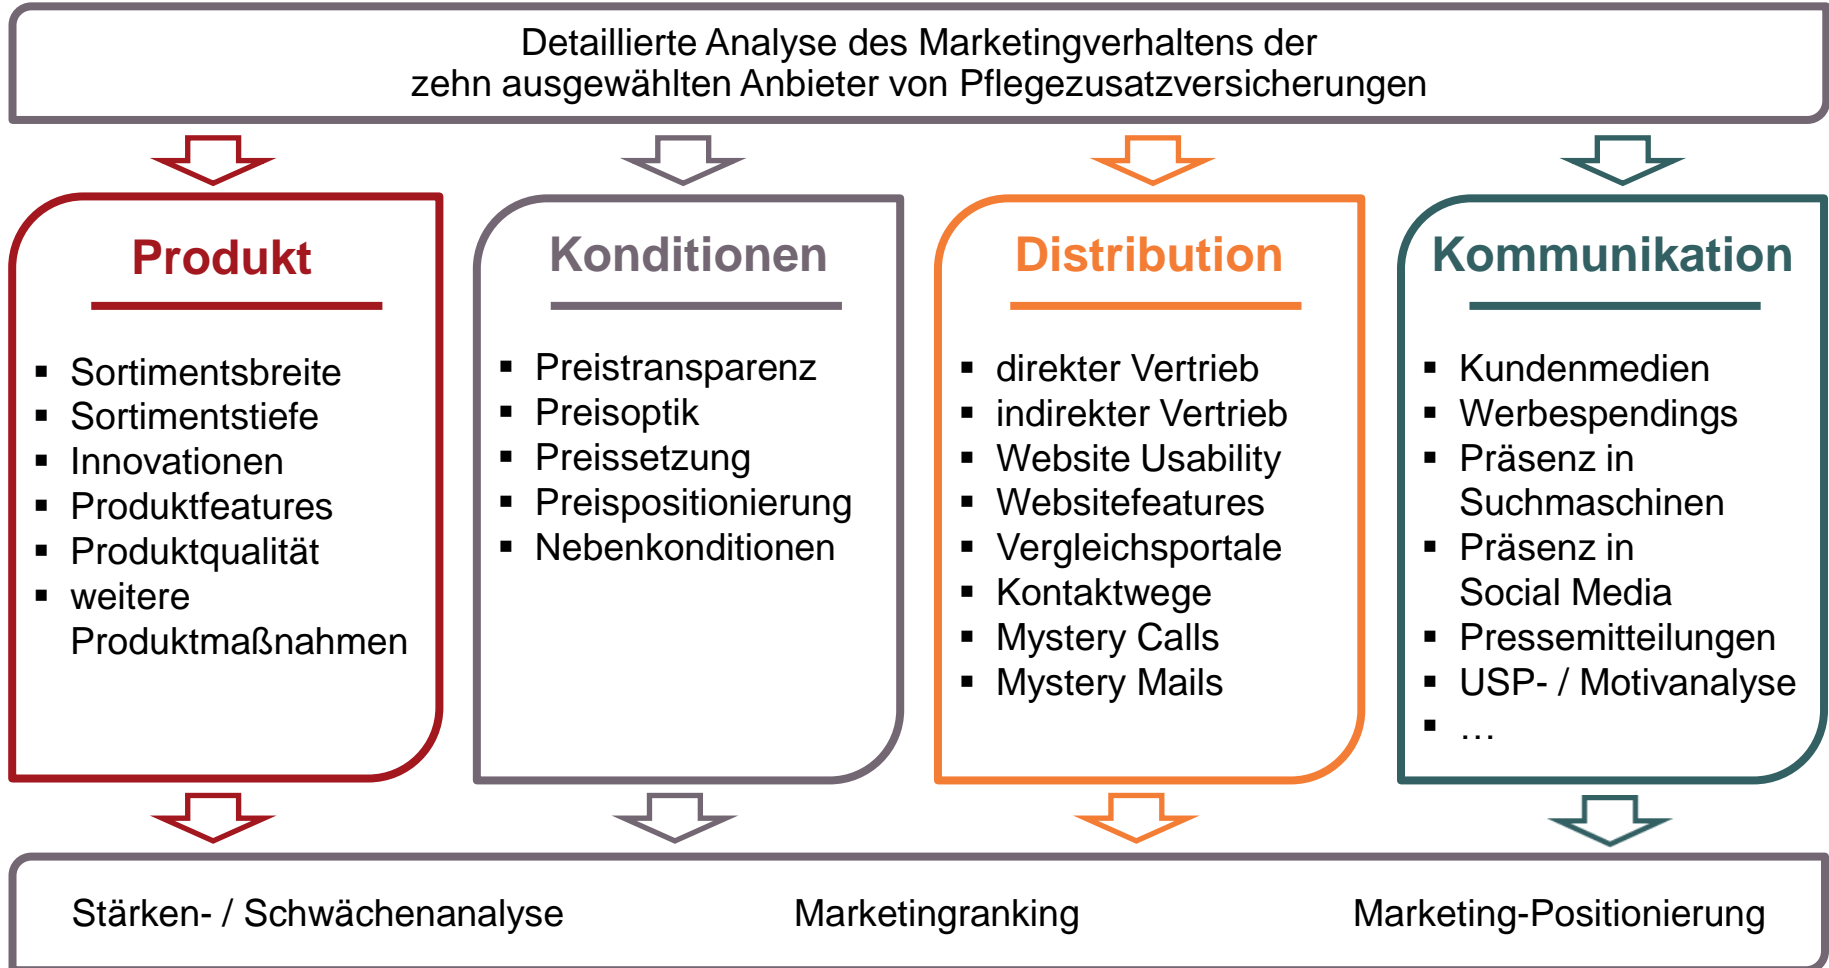 Detaillierte Analyse des Marketingverhaltens der
zehn ausgewählten Anbieter von Pflegezusatzversicherungen
Produkt
▪ Sortimentsbreite
▪ Sortimentstiefe
▪ Innovationen
▪ Produktfeatures
▪ Produktqualität
▪ weitere
Produktmaßnahmen
Konditionen
▪ Preistransparenz
▪ Preisoptik
▪ Preissetzung
▪ Preispositionierung
▪ Nebenkonditionen
Distribution
▪ direkter Vertrieb
▪ indirekter Vertrieb
▪ Website Usability
▪ Websitefeatures
▪ Vergleichsportale
▪ Kontaktwege
▪ Mystery Calls
▪ Mystery Mails
Kommunikation
▪ Kundenmedien
▪ Werbespendings
▪ Präsenz in
Suchmaschinen
▪ Präsenz in
Social Media
▪ Pressemitteilungen
▪ USP- / Motivanalyse
▪ …
Stärken- / Schwächenanalyse
Marketingranking
Marketing-Positionierung